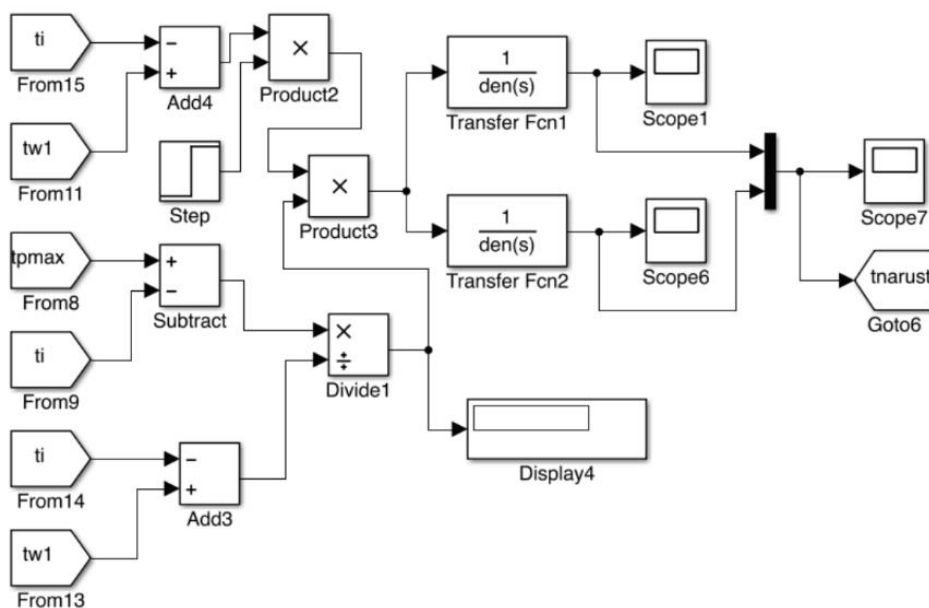 ti
From15
−
+
Add4
tw1
From11
×
Product2
Step
×
Product3
1
den(s)
Transfer Fcn1
Scope1
1
den(s)
Transfer Fcn2
Scope6
Scope7
tnarust
Goto6
tpmax
From8
+
−
Subtract
ti
From9
×
÷
Divide1
ti
From14
−
+
Add3
tw1
From13
Display4